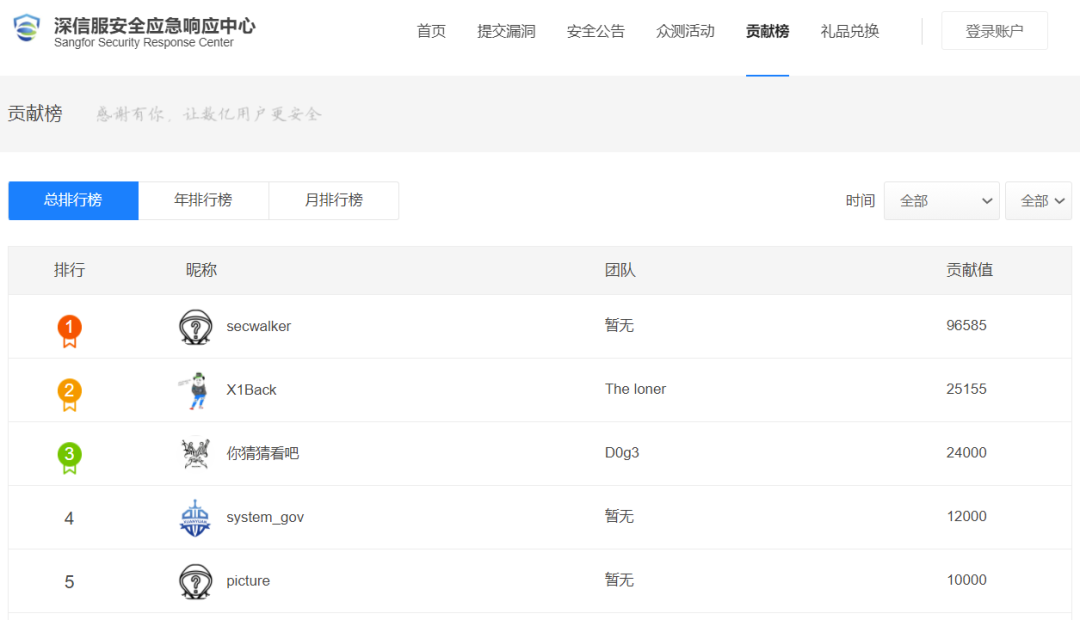 深信服安全应急响应中心
Sangfor Security Response Center
首页 提交漏洞 安全公告 众测活动 贡献榜 礼品兑换 登录账户
贡献榜 感谢有你，让数亿用户更安全
总排行榜 年排行榜 月排行榜 时间 全部 全部
排行 昵称 团队 贡献值
1 secwalker 暂无 96585
2 X1Back The loner 25155
3 你猜猜看吧 D0g3 24000
4 system_gov 暂无 12000
5 picture 暂无 10000